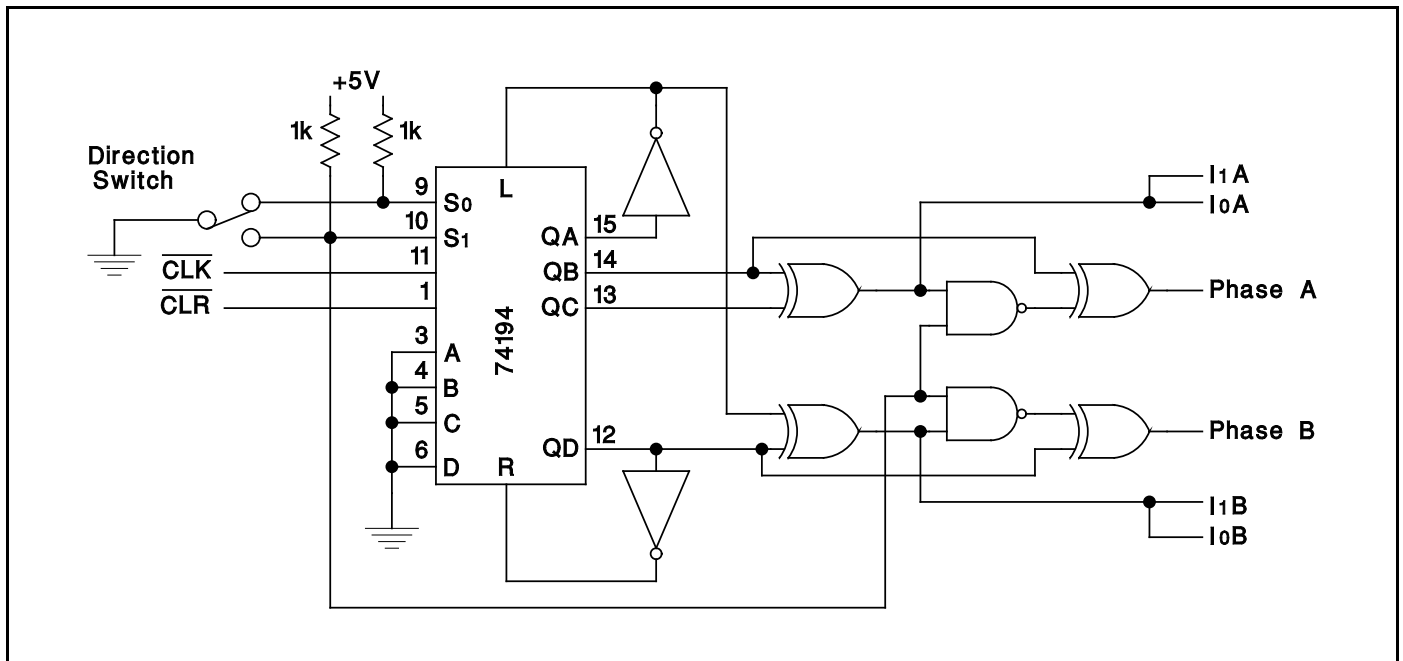 +5V
1k
1k
Direction
Switch
9
S0
L
10
S1
15
QA
11
CLK
14
QB
1
CLR
13
QC
74194
3
A
4
B
5
C
6
D
R
12
QD
I1A
I0A
Phase A
Phase B
I1B
I0B